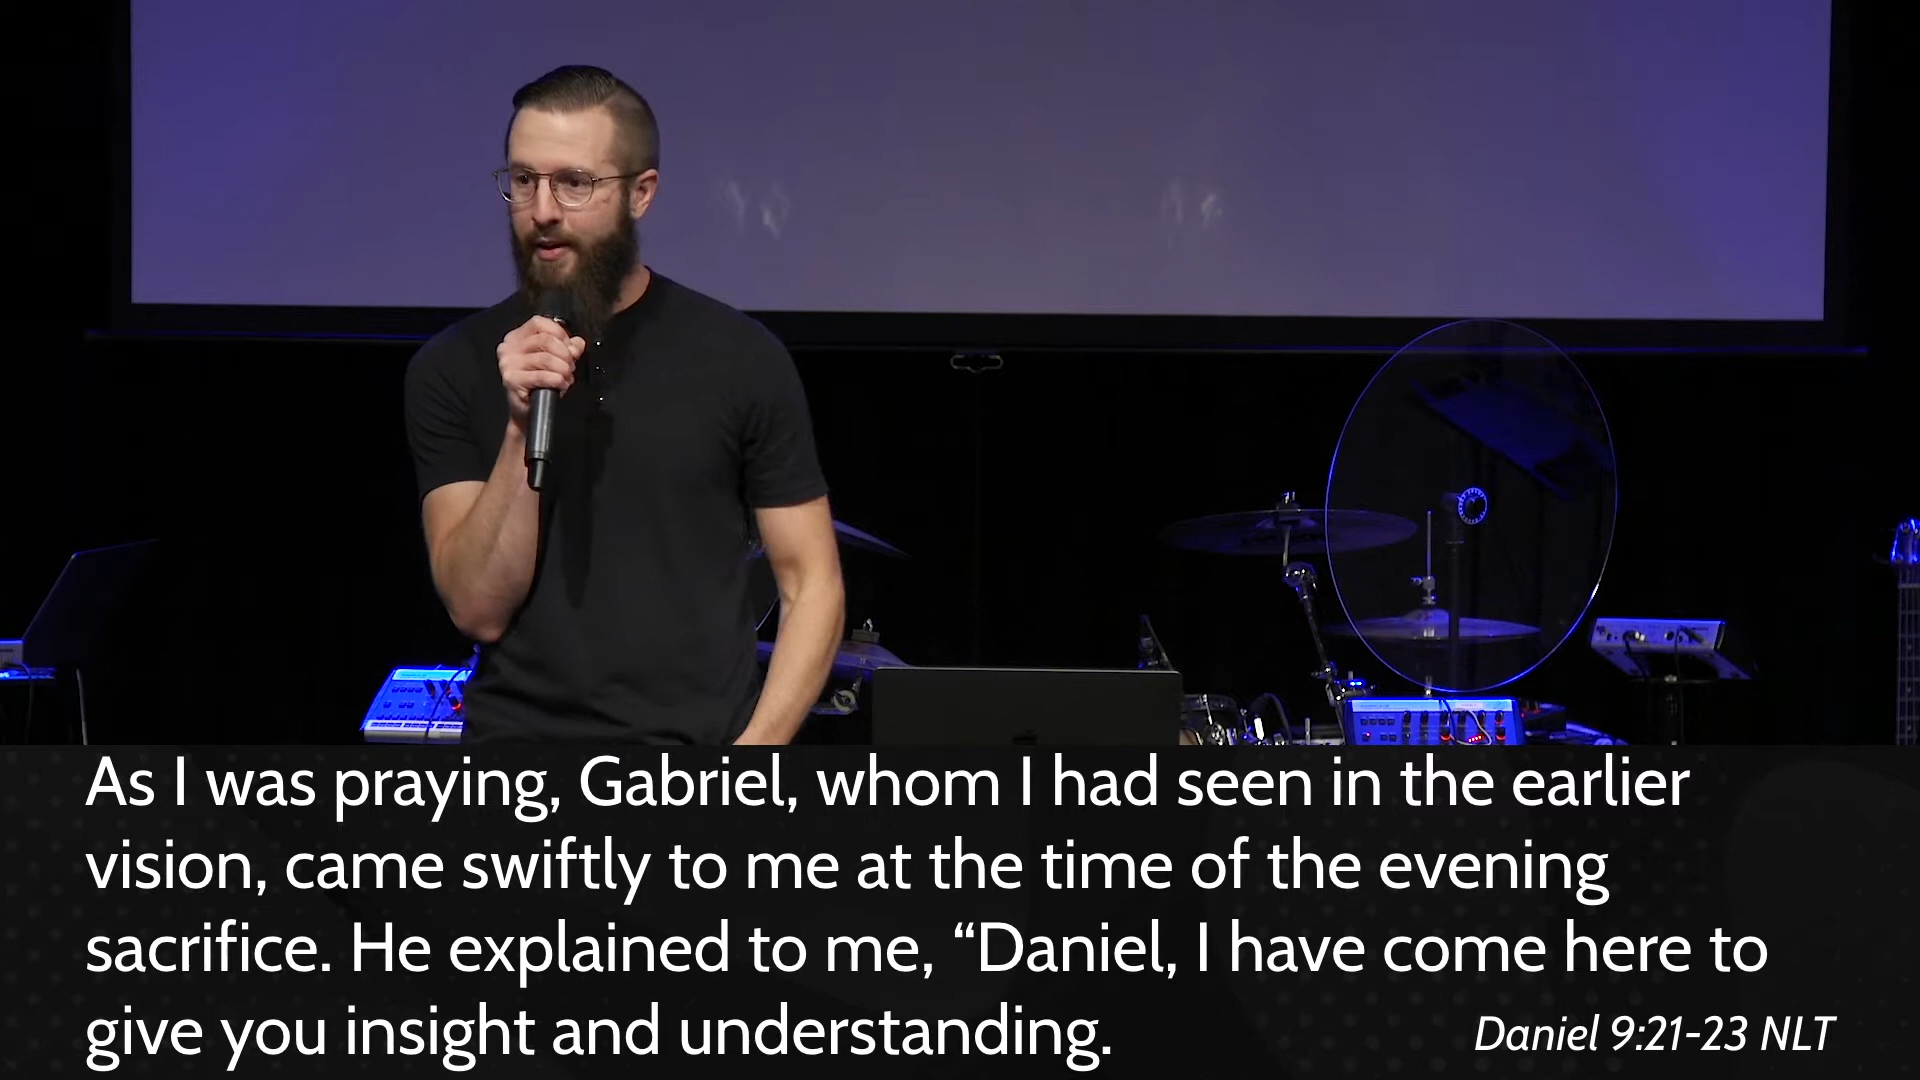 As I was praying, Gabriel, whom I had seen in the earlier
vision, came swiftly to me at the time of the evening
sacrifice. He explained to me, “Daniel, I have come here to
give you insight and understanding.
Daniel 9:21-23 NLT